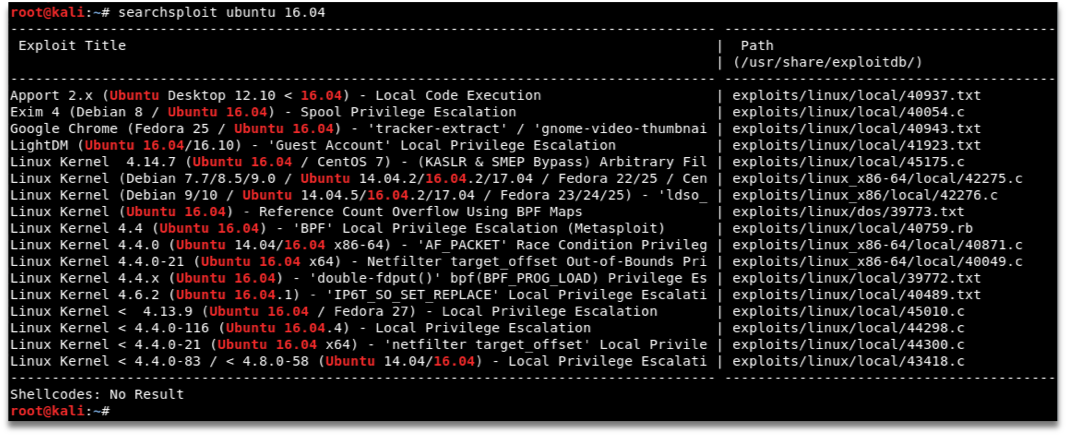 root@kali:~# searchsploit ubuntu 16.04
--------------------------------------------------------------------------------------- ----------------------------------------
 Exploit Title | Path
 | (/usr/share/exploitdb/)
--------------------------------------------------------------------------------------- ----------------------------------------
Apport 2.x (Ubuntu Desktop 12.10 < 16.04) - Local Code Execution | exploits/linux/local/40937.txt
Exim 4 (Debian 8 / Ubuntu 16.04) - Spool Privilege Escalation | exploits/linux/local/40054.c
Google Chrome (Fedora 25 / Ubuntu 16.04) - 'tracker-extract' / 'gnome-video-thumbnai | exploits/linux/local/40943.txt
LightDM (Ubuntu 16.04/16.10) - 'Guest Account' Local Privilege Escalation | exploits/linux/local/41923.txt
Linux Kernel  4.14.7 (Ubuntu 16.04 / CentOS 7) - (KASLR & SMEP Bypass) Arbitrary Fil | exploits/linux/local/45175.c
Linux Kernel (Debian 7.7/8.5/9.0 / Ubuntu 14.04.2/16.04.2/17.04 / Fedora 22/25 / Cen | exploits/linux_x86-64/local/42275.c
Linux Kernel (Debian 9/10 / Ubuntu 14.04.5/16.04.2/17.04 / Fedora 23/24/25) - 'ldso_ | exploits/linux_x86/local/42276.c
Linux Kernel (Ubuntu 16.04) - Reference Count Overflow Using BPF Maps | exploits/linux/dos/39773.txt
Linux Kernel 4.4 (Ubuntu 16.04) - 'BPF' Local Privilege Escalation (Metasploit) | exploits/linux/local/40759.rb
Linux Kernel 4.4.0 (Ubuntu 14.04/16.04 x86-64) - 'AF_PACKET' Race Condition Privileg | exploits/linux_x86-64/local/40871.c
Linux Kernel 4.4.0-21 (Ubuntu 16.04 x64) - Netfilter target_offset Out-of-Bounds Pri | exploits/linux_x86-64/local/40049.c
Linux Kernel 4.4.x (Ubuntu 16.04) - 'double-fdput()' bpf(BPF_PROG_LOAD) Privilege Es | exploits/linux/local/39772.txt
Linux Kernel 4.6.2 (Ubuntu 16.04.1) - 'IP6T_SO_SET_REPLACE' Local Privilege Escalati | exploits/linux/local/40489.txt
Linux Kernel <  4.13.9 (Ubuntu 16.04 / Fedora 27) - Local Privilege Escalation | exploits/linux/local/45010.c
Linux Kernel < 4.4.0-116 (Ubuntu 16.04.4) - Local Privilege Escalation | exploits/linux/local/44298.c
Linux Kernel < 4.4.0-21 (Ubuntu 16.04 x64) - 'netfilter target_offset' Local Privile | exploits/linux/local/44300.c
Linux Kernel < 4.4.0-83 / < 4.8.0-58 (Ubuntu 14.04/16.04) - Local Privilege Escalati | exploits/linux/local/43418.c
--------------------------------------------------------------------------------------- ----------------------------------------
Shellcodes: No Result
root@kali:~#